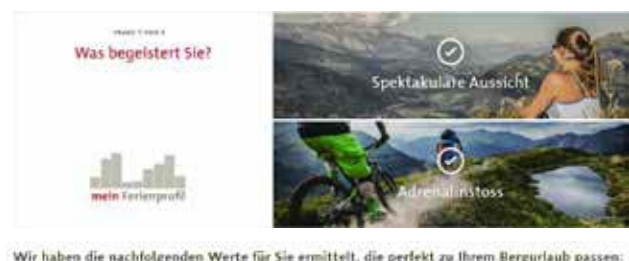 Was begeistert Sie?
Spektakuläre Aussicht
Adrenalinstoss
mein Ferienprofil
Wir haben die nachfolgenden Werte für Sie ermittelt, die perfekt zu Ihrem Bergurlaub passen: